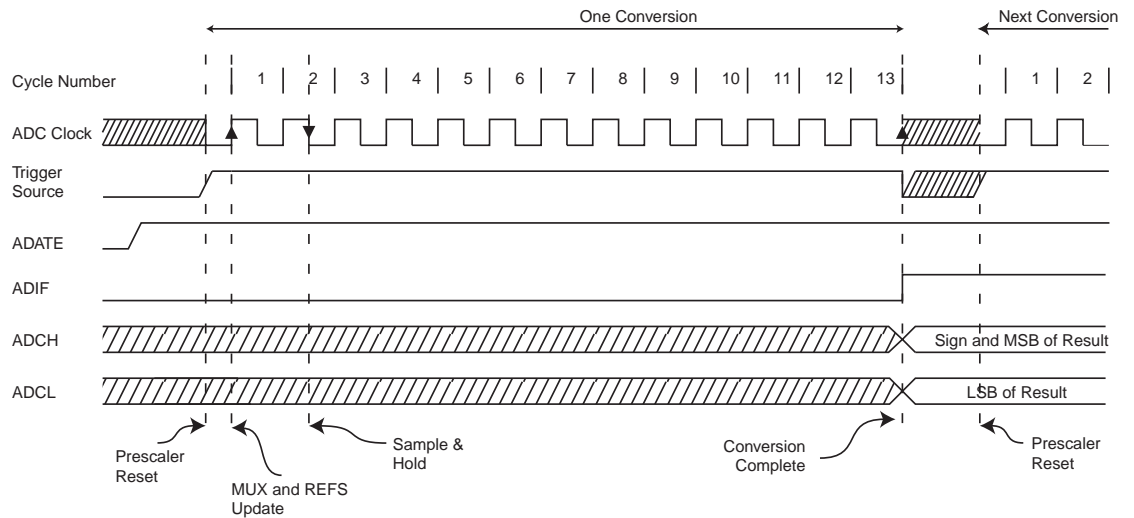 One Conversion
Next Conversion
Cycle Number
1 2 3 4 5 6 7 8 9 10 11 12 13 1 2
ADC Clock
Trigger
Source
ADATE
ADIF
ADCH
Sign and MSB of Result
ADCL
LSB of Result
Prescaler
Reset
MUX and REFS
Update
Sample &
Hold
Conversion
Complete
Prescaler
Reset